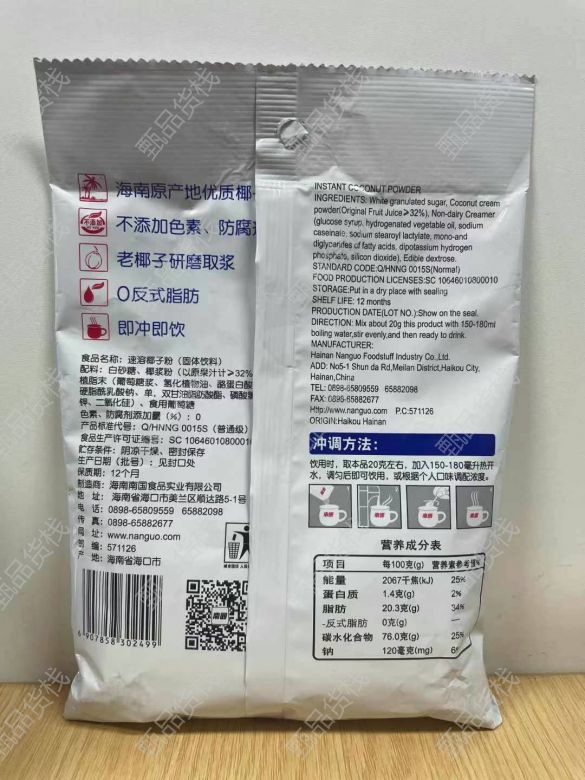 海南原产地优质椰
不添加
不添加色素、防腐
老椰子研磨取浆
0反式脂肪
即冲即饮
食品名称：速溶椰子粉（固体饮料）
配料：白砂糖、椰浆粉（以原果汁计≥32%
植脂末（葡萄糖浆、氢化植物油、酪蛋白酸
硬脂酰乳酸钠、单，双甘油脂肪酸酯、磷酸氢
钾、二氧化硅）、食用葡萄糖
色素、防腐剂添加量（%）：0
产品标准代号：Q/HNNG 0015S（普通级）
食品生产许可证编号：SC 10646010800010
贮存条件：阴凉干燥、密封保存
生产日期（批号）：见封口处
保质期：12个月
制造商：海南南国食品实业有限公司
地 址：海南省海口市美兰区顺达路5-1号
电 话：0898-65809559 65882098
传 真：0898-65882677
网 址：www.nanguo.com
邮 编：571126
产 地：海南省海口市
6 907858 302499
南国
INSTANT COCONUT POWDER
INGREDIENTS: White granulated sugar, Coconut cream
powder(Original Fruit Juice≥32%), Non-dairy Creamer
(glucose syrup, hydrogenated vegetable oil, sodium
caseinate, sodium stearoyl lactylate, mono-and
diglycerides of fatty acids, dipotassium hydrogen
phosphate, silicon dioxide), Edible dextrose.
STANDARD CODE:Q/HNNG 0015S(Normal)
FOOD PRODUCTION LICENSES:SC 10646010800010
STORAGE:Put in a dry place with sealing
SHELF LIFE: 12 months
PRODUCTION DATE(LOT NO.):Show on the seal.
DIRECTION: Mix about 20g this product with 150-180ml
boiling water,stir evenly,and then ready to drink.
MANUFACTURER:
Hainan Nanguo Foodstuff Industry Co.,Ltd.
ADD: No5-1 Shun da Rd,Meilan District,Haikou City,
Hainan,China
TEL: 0898-65809559 65882098
FAX: 0898-65882677
Http://www.nanguo.com P.C:571126
ORIGIN:Haikou Hainan
冲调方法：
饮用时，取本品20克左右，加入150-180毫升热开
水，调匀后即可饮用，或根据个人口味调配浓度。
营养成分表
项目 每100克(g) 营养素参考值%
能量 2067千焦(kJ) 25%
蛋白质 1.4克(g) 2%
脂肪 20.3克(g) 34%
-反式脂肪 0克(g) —
碳水化合物 76.0克(g) 25%
钠 120毫克(mg) 6%
甄品货栈